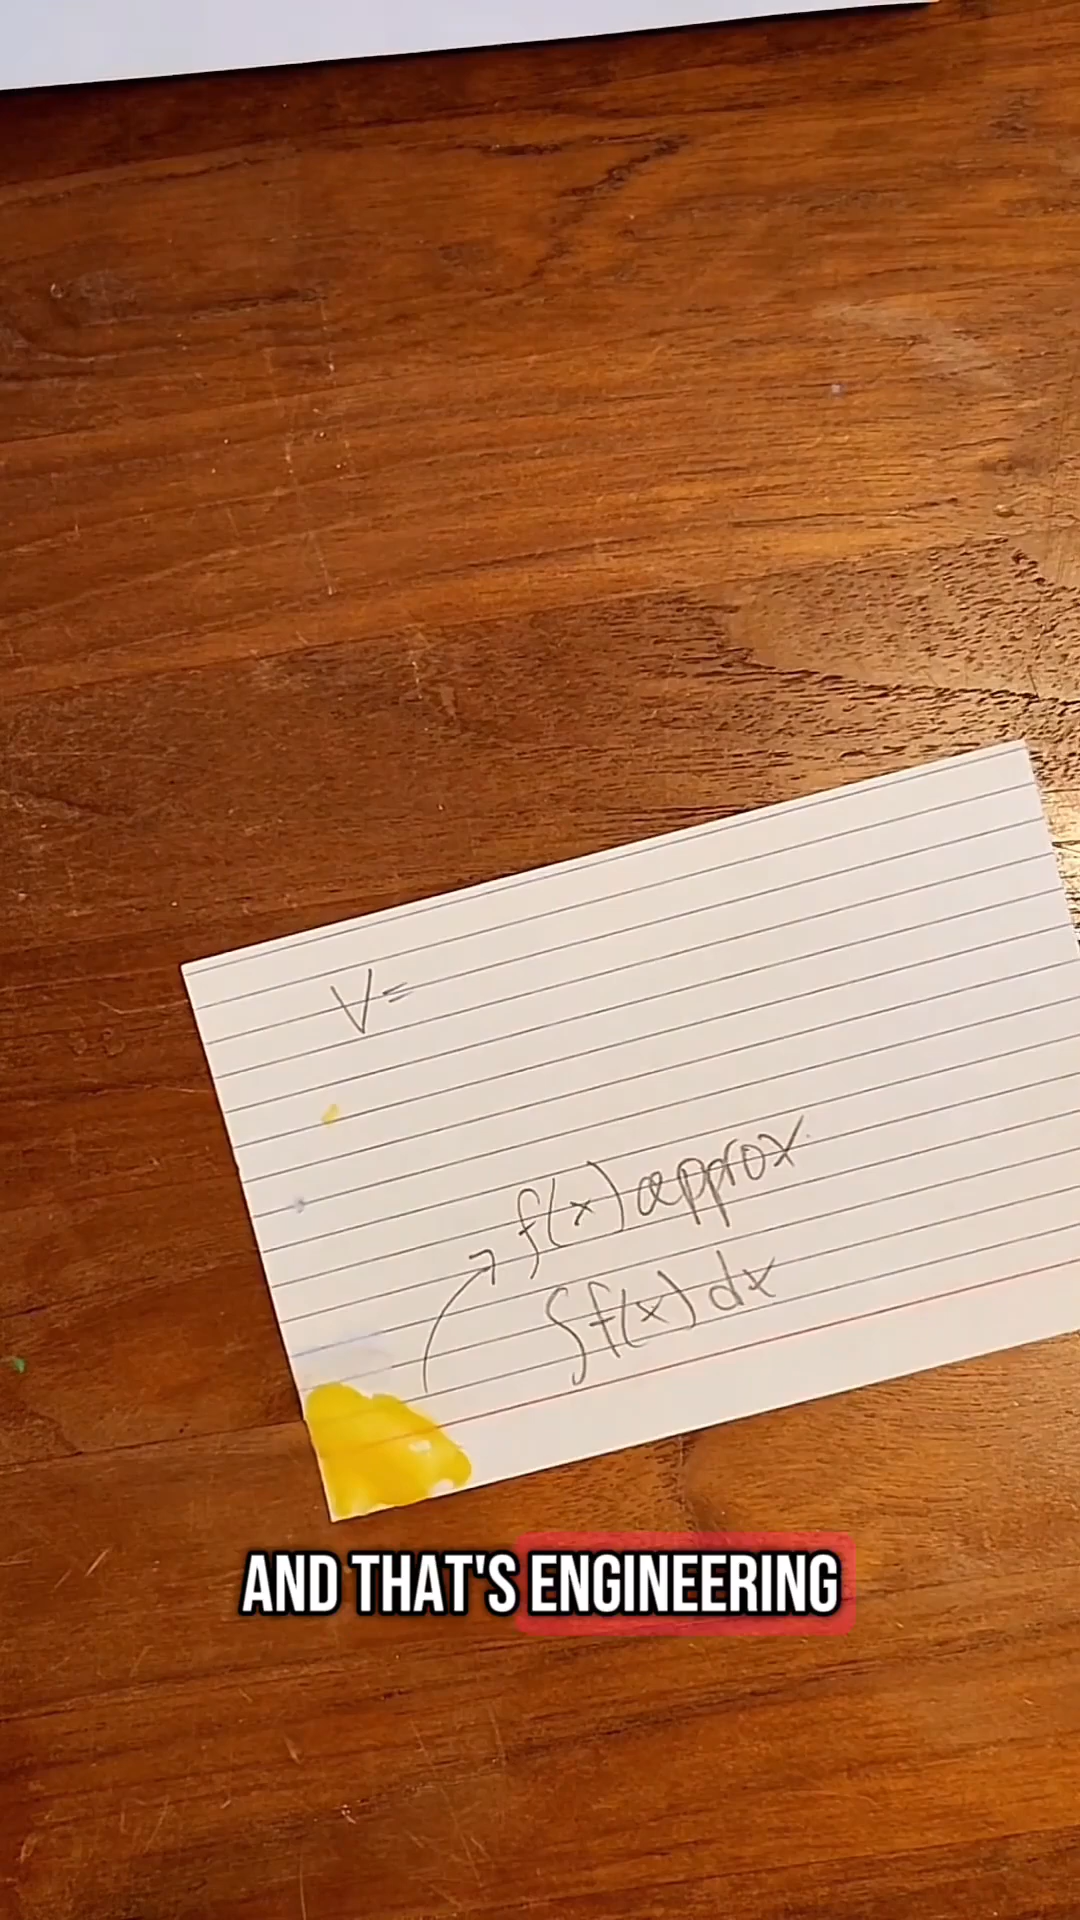 V=
f(x) approx
∫f(x)dx
AND THAT'S ENGINEERING